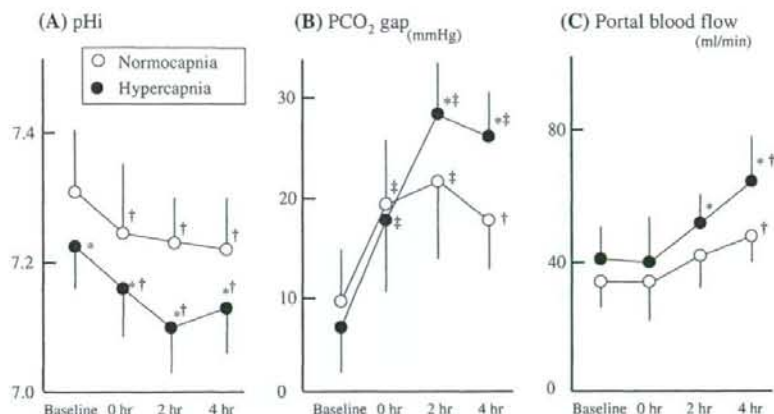 (A) pHi
(B) PCO₂ gap (mmHg)
(C) Portal blood flow (ml/min)
○ Normocapnia
● Hypercapnia
7.4
7.2
7.0
* † † † *† *† *†
Baseline 0 hr 2 hr 4 hr
30
20
10
0
‡ ‡ ‡ † *‡ *‡
Baseline 0 hr 2 hr 4 hr
80
40
0
* *† †
Baseline 0 hr 2 hr 4 hr